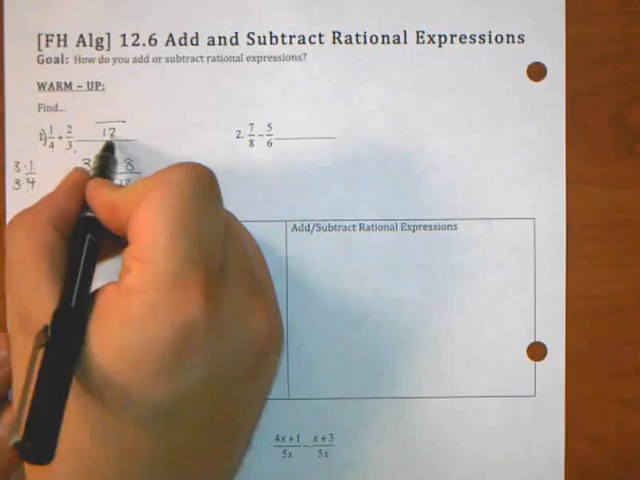 [FH Alg] 12.6 Add and Subtract Rational Expressions
Goal: How do you add or subtract rational expressions?
WARM – UP:
Find...
1) 1/4 + 2/3 12
2. 7/8 − 5/6
3 8
3·1
3·4
Add/Subtract Rational Expressions
4x+1/5x − x+3/5x